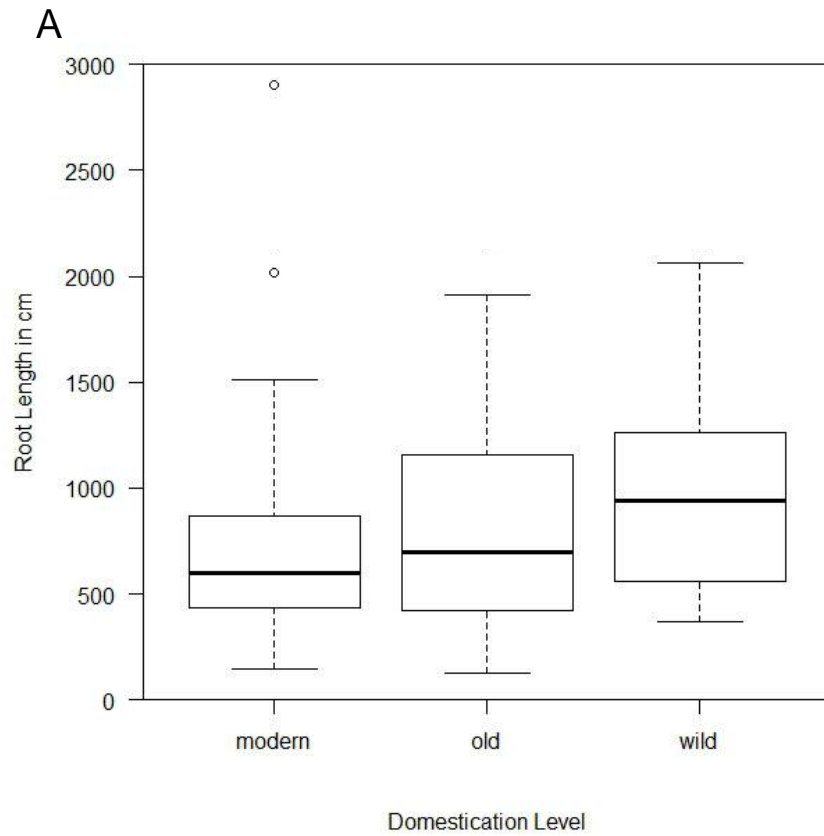 A
3000
2500
2000
1500
1000
500
0
Root Length in cm
modern old wild
Domestication Level